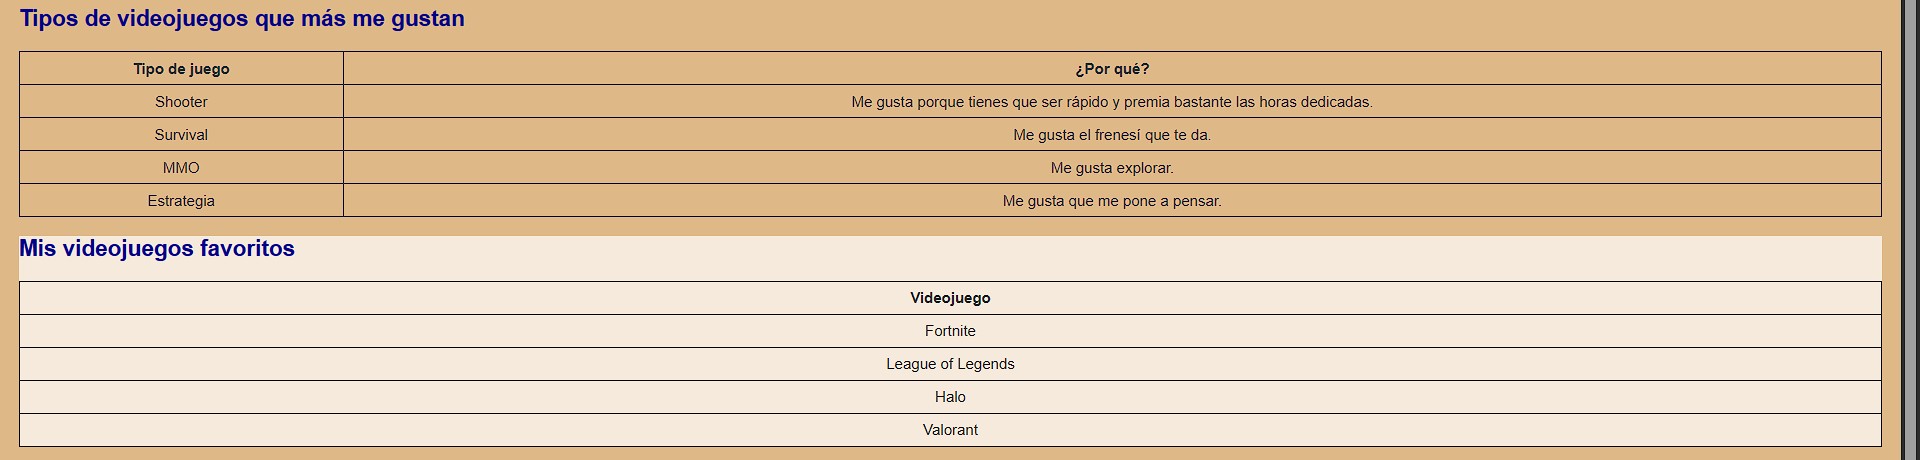 Tipos de videojuegos que más me gustan
Tipo de juego ¿Por qué?
Shooter Me gusta porque tienes que ser rápido y premia bastante las horas dedicadas.
Survival Me gusta el frenesí que te da.
MMO Me gusta explorar.
Estrategia Me gusta que me pone a pensar.
Mis videojuegos favoritos
Videojuego
Fortnite
League of Legends
Halo
Valorant